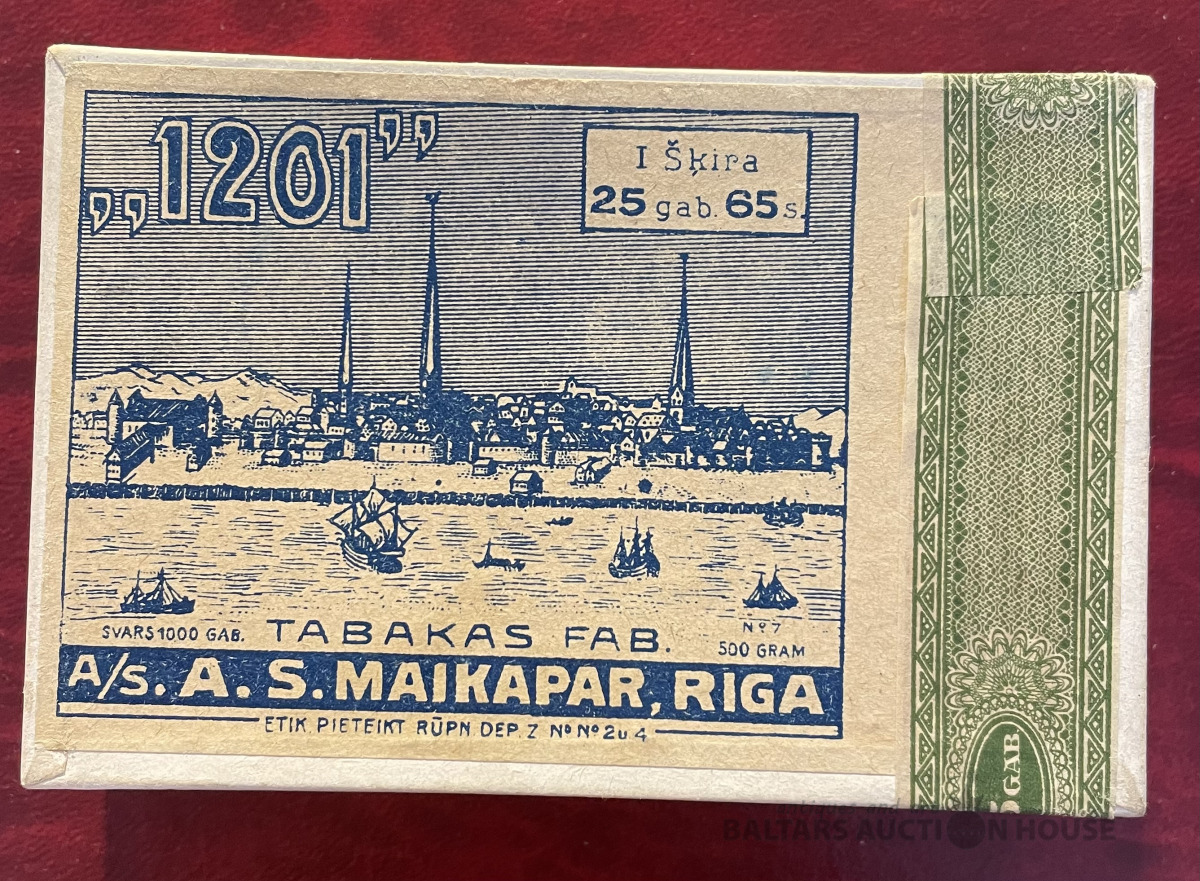 „1201”
I Šķira
25 gab. 65 s.
SVARS 1000 GAB.
TABAKAS FAB.
Nº 7
500 GRAM
A/S. A. S. MAIKAPAR, RIGA
ETIK. PIETEIKT RŪPN. DEP. Z Nº Nº 2 u 4
GAB
BALTARS AUCTION HOUSE